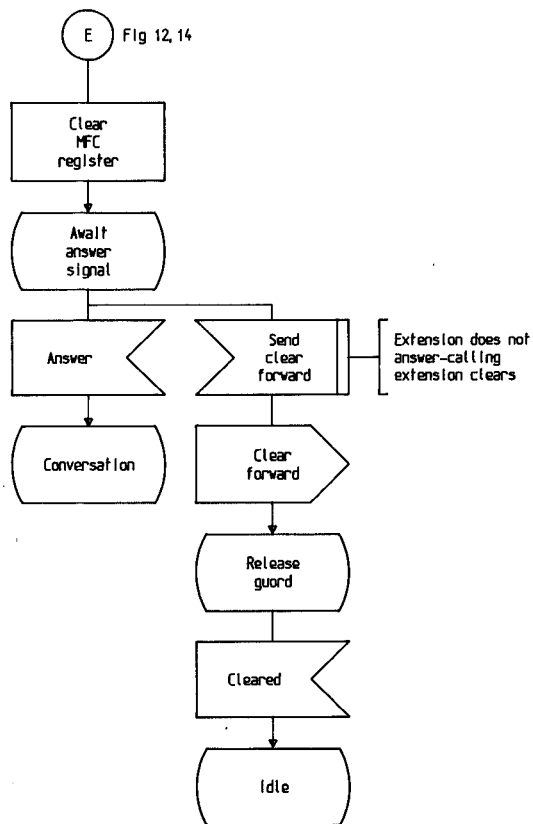 E Fig 12, 14
Clear
MFC
register
Await
answer
signal
Answer
Send
clear
forward
Extension does not
answer-calling
extension clears
Conversation
Clear
forward
Release
guard
Cleared
Idle